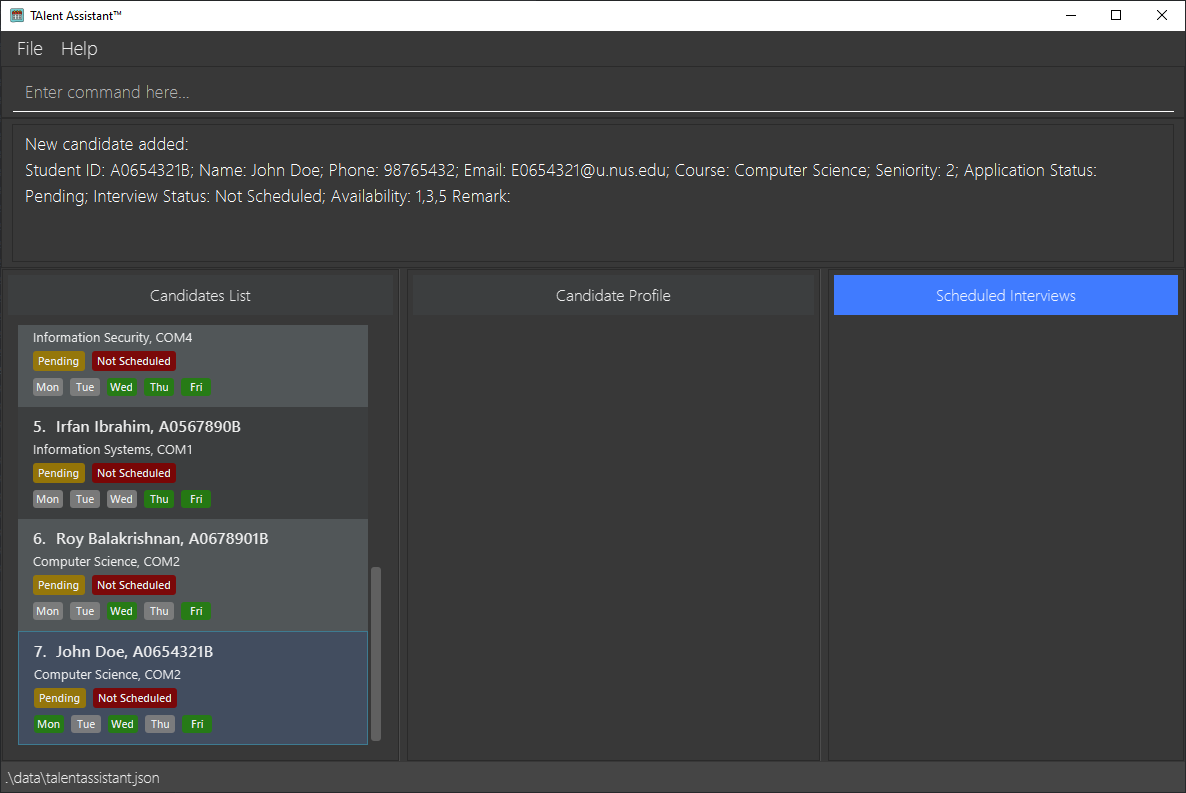 TAlent Assistant™
File Help
Enter command here...
New candidate added:
Student ID: A0654321B; Name: John Doe; Phone: 98765432; Email: E0654321@u.nus.edu; Course: Computer Science; Seniority: 2; Application Status:
Pending; Interview Status: Not Scheduled; Availability: 1,3,5 Remark:
Candidates List
Information Security, COM4
Pending Not Scheduled
Mon Tue Wed Thu Fri
5. Irfan Ibrahim, A0567890B
Information Systems, COM1
Pending Not Scheduled
Mon Tue Wed Thu Fri
6. Roy Balakrishnan, A0678901B
Computer Science, COM2
Pending Not Scheduled
Mon Tue Wed Thu Fri
7. John Doe, A0654321B
Computer Science, COM2
Pending Not Scheduled
Mon Tue Wed Thu Fri
Candidate Profile
Scheduled Interviews
.\data\talentassistant.json